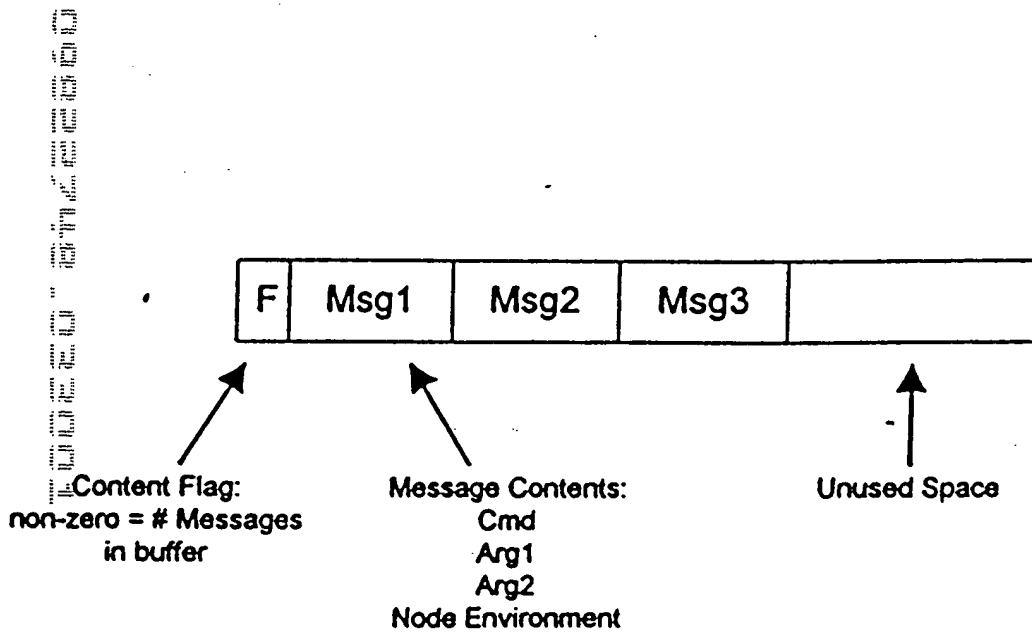 F Msg1 Msg2 Msg3
Content Flag:
non-zero = # Messages
in buffer
Message Contents:
Cmd
Arg1
Arg2
Node Environment
Unused Space